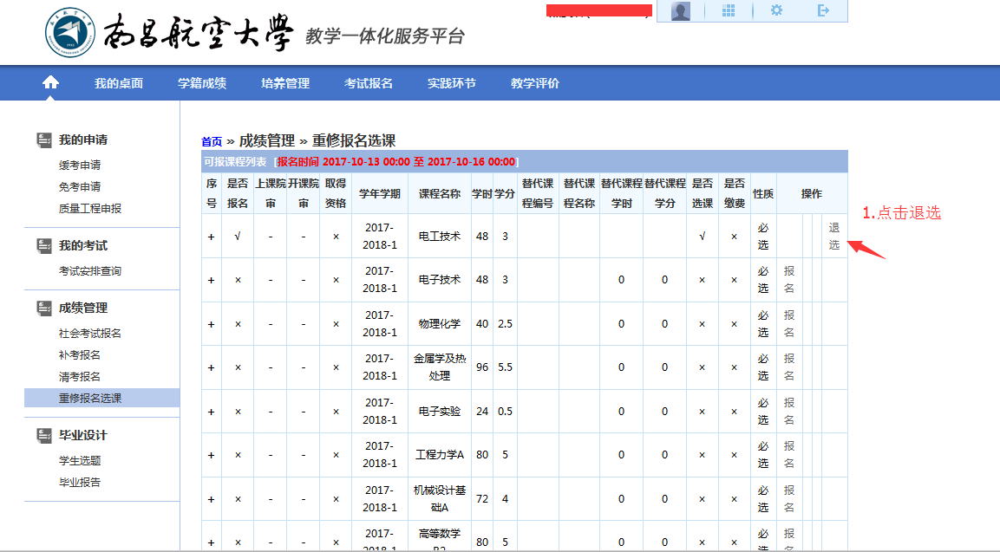 南昌航空大学 教学一体化服务平台
我的桌面 学籍成绩 培养管理 考试报名 实践环节 教学评价
我的申请
缓考申请
免考申请
质量工程申报
我的考试
考试安排查询
成绩管理
社会考试报名
补考报名
清考报名
重修报名选课
毕业设计
学生选题
毕业报告
首页 » 成绩管理 » 重修报名选课
可报课程列表 [报名时间 2017-10-13 00:00 至 2017-10-16 00:00]
序 是否 上课院 开课院 取得 学年学期 课程名称 学时 学分 替代课 替代课 替代课程 替代课程 是否 是否 性质 操作
号 报名 审 审 资格 程编号 程名称 学时 学分 选课 缴费
+ √ - - × 2017- 电工技术 48 3 √ × 必 退
2018-1 选 选
1.点击退选
+ × - - × 2017- 电子技术 48 3 0 0 × × 必 报
2018-1 选 名
+ × - - × 2017- 物理化学 40 2.5 0 0 × × 必 报
2018-1 选 名
+ × - - × 2017- 金属学及热 96 5.5 0 0 × × 必 报
2018-1 处理 选 名
+ × - - × 2017- 电子实验 24 0.5 0 0 × × 必 报
2018-1 选 名
+ × - - × 2017- 工程力学A 80 5 0 0 × × 必 报
2018-1 选 名
+ × - - × 2017- 机械设计基 72 4 0 0 × × 必 报
2018-1 础A 选 名
+ × - - × 2017- 高等数学 80 5 0 0 × × 必 报
2018-1 B2 选 名